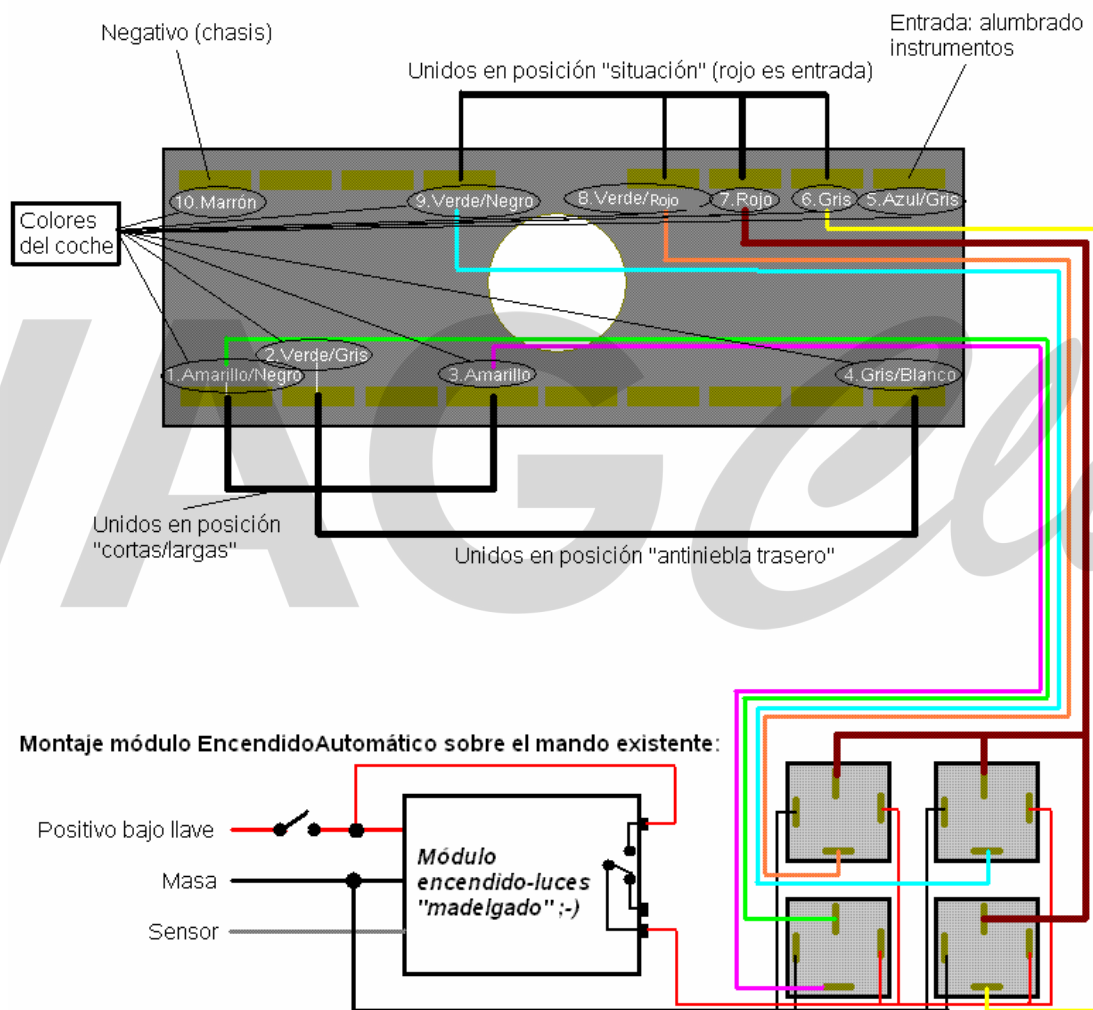 Negativo (chasis)
Entrada: alumbrado
instrumentos
Unidos en posición "situación" (rojo es entrada)
10.Marrón
9.Verde/Negro
8.Verde/Rojo
7.Rojo
6.Gris
5.Azul/Gris
Colores
del coche
2.Verde/Gris
1.Amarillo/Negro
3.Amarillo
4.Gris/Blanco
Unidos en posición
"cortas/largas"
Unidos en posición "antiniebla trasero"
VAGClu
Montaje módulo EncendidoAutomático sobre el mando existente:
Positivo bajo llave
Masa
Sensor
Módulo
encendido-luces
"madelgado" ;-)